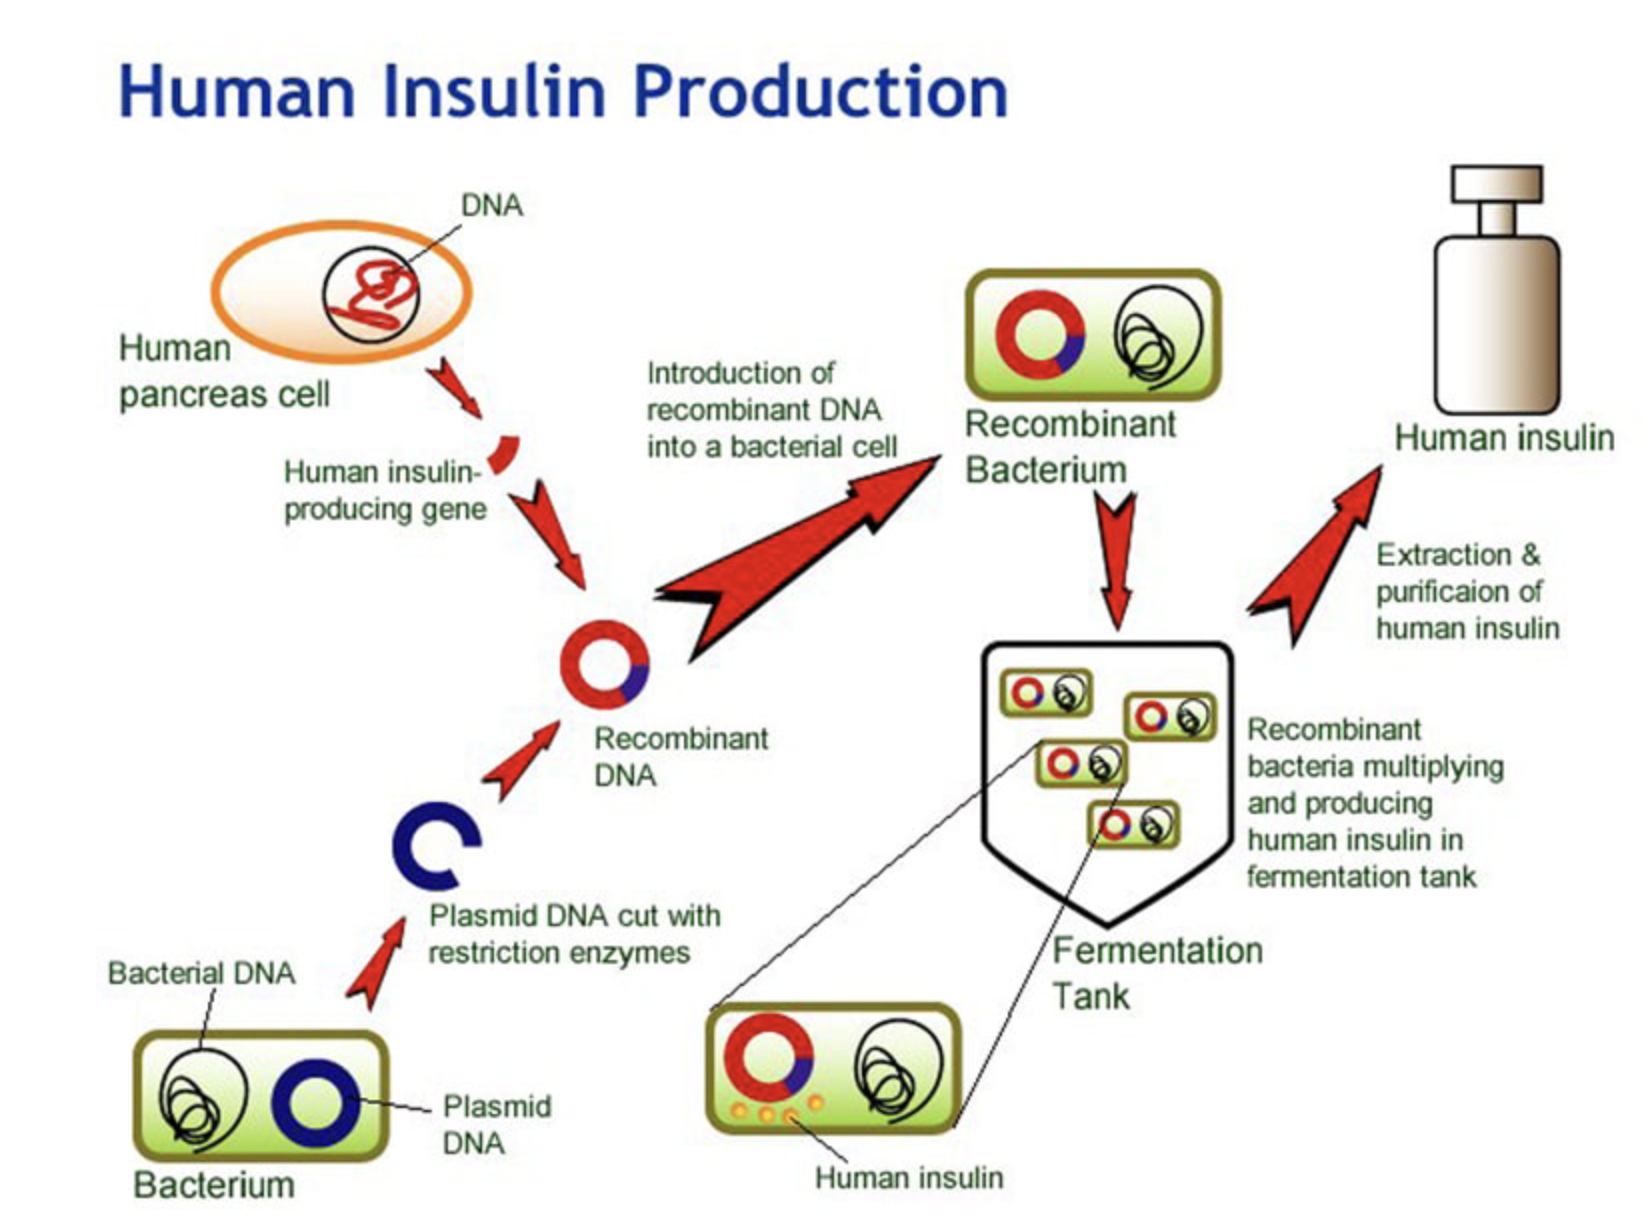 Human Insulin Production
DNA
Human
pancreas cell
Human insulin-
producing gene
Introduction of
recombinant DNA
into a bacterial cell
Recombinant
Bacterium
Human insulin
Extraction &
purificaion of
human insulin
Recombinant
DNA
Plasmid DNA cut with
restriction enzymes
Bacterial DNA
Plasmid
DNA
Bacterium
Recombinant
bacteria multiplying
and producing
human insulin in
fermentation tank
Fermentation
Tank
Human insulin